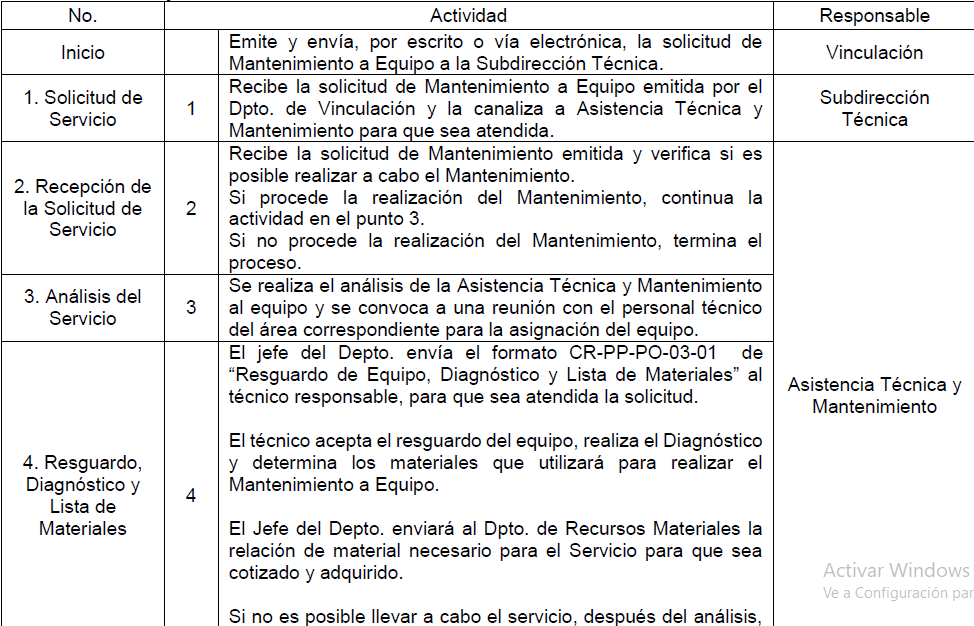 No.
Actividad
Responsable
Inicio
Emite y envía, por escrito o vía electrónica, la solicitud de
Mantenimiento a Equipo a la Subdirección Técnica.
Vinculación
1. Solicitud de
Servicio
1
Recibe la solicitud de Mantenimiento a Equipo emitida por el
Dpto. de Vinculación y la canaliza a Asistencia Técnica y
Mantenimiento para que sea atendida.
Subdirección
Técnica
2. Recepción de
la Solicitud de
Servicio
2
Recibe la solicitud de Mantenimiento emitida y verifica si es
posible realizar a cabo el Mantenimiento.
Si procede la realización del Mantenimiento, continua la
actividad en el punto 3.
Si no procede la realización del Mantenimiento, termina el
proceso.
3. Análisis del
Servicio
3
Se realiza el análisis de la Asistencia Técnica y Mantenimiento
al equipo y se convoca a una reunión con el personal técnico
del área correspondiente para la asignación del equipo.
4. Resguardo,
Diagnóstico y
Lista de
Materiales
4
El jefe del Depto. envía el formato CR-PP-PO-03-01 de
“Resguardo de Equipo, Diagnóstico y Lista de Materiales” al
técnico responsable, para que sea atendida la solicitud.
El técnico acepta el resguardo del equipo, realiza el Diagnóstico
y determina los materiales que utilizará para realizar el
Mantenimiento a Equipo.
El Jefe del Depto. enviará al Dpto. de Recursos Materiales la
relación de material necesario para el Servicio para que sea
cotizado y adquirido.
Si no es posible llevar a cabo el servicio, después del análisis,
Asistencia Técnica y
Mantenimiento
Activar Windows
Ve a Configuración par